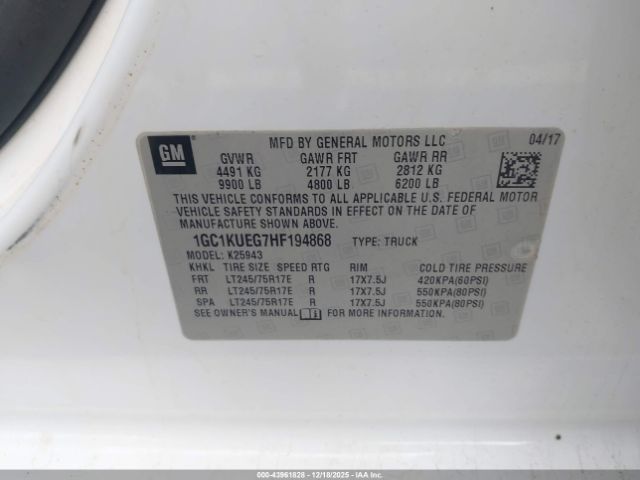 GM
MFD BY GENERAL MOTORS LLC 04/17
GVWR GAWR FRT GAWR RR
4491 KG 2177 KG 2812 KG
9900 LB 4800 LB 6200 LB
THIS VEHICLE CONFORMS TO ALL APPLICABLE U.S. FEDERAL MOTOR
VEHICLE SAFETY STANDARDS IN EFFECT ON THE DATE OF
MANUFACTURE SHOWN ABOVE.
1GC1KUEG7HF194868 TYPE: TRUCK
MODEL: K25943
KHKL TIRE SIZE SPEED RTG RIM COLD TIRE PRESSURE
FRT LT245/75R17E R 17X7.5J 420KPA(60PSI)
RR LT245/75R17E R 17X7.5J 550KPA(80PSI)
SPA LT245/75R17E R 17X7.5J 550KPA(80PSI)
SEE OWNER'S MANUAL FOR MORE INFORMATION.
000-43961828 - 12/18/2025 - IAAI.CA